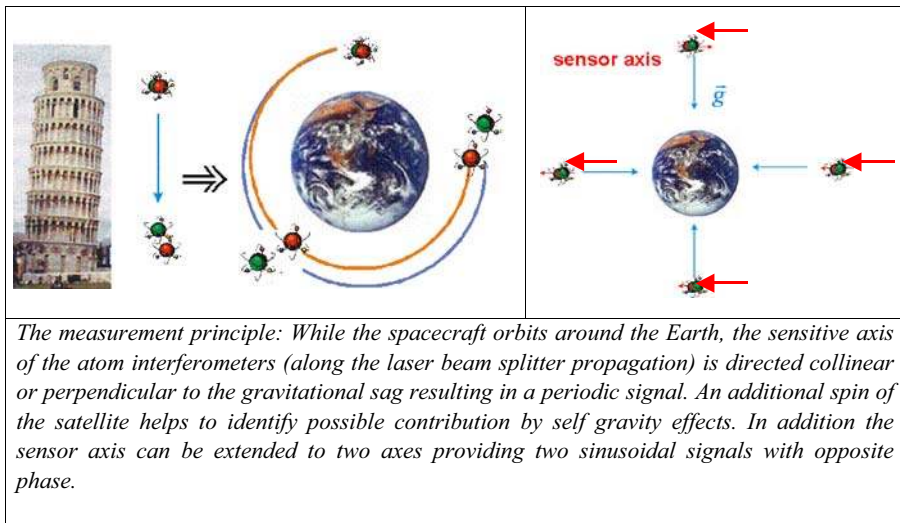 sensor axis
g
The measurement principle: While the spacecraft orbits around the Earth, the sensitive axis
of the atom interferometers (along the laser beam splitter propagation) is directed collinear
or perpendicular to the gravitational sag resulting in a periodic signal. An additional spin of
the satellite helps to identify possible contribution by self gravity effects. In addition the
sensor axis can be extended to two axes providing two sinusoidal signals with opposite
phase.